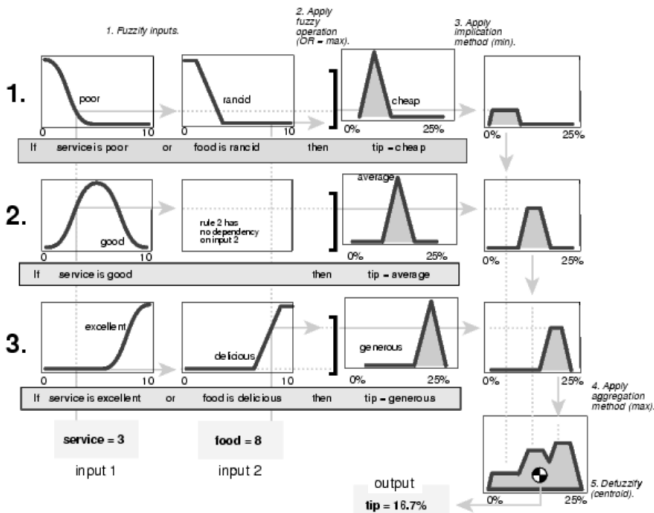 1. Fuzzify inputs.
2. Apply
fuzzy
operation
(OR = max).
3. Apply
implication
method (min).
1.
poor
rancid
cheap
0
10
0
10
0%
25%
0%
25%
If service is poor or food is rancid then tip = cheap
2.
good
rule 2 has
no dependency
on input 2
average
0
10
0%
25%
0%
25%
If service is good then tip = average
3.
excellent
delicious
generous
0
10
0
10
0%
25%
0%
25%
If service is excellent or food is delicious then tip = generous
4. Apply
aggregation
method (max).
service = 3
food = 8
input 1
input 2
5. Defuzzify
(centroid).
0%
25%
output
tip = 16.7%